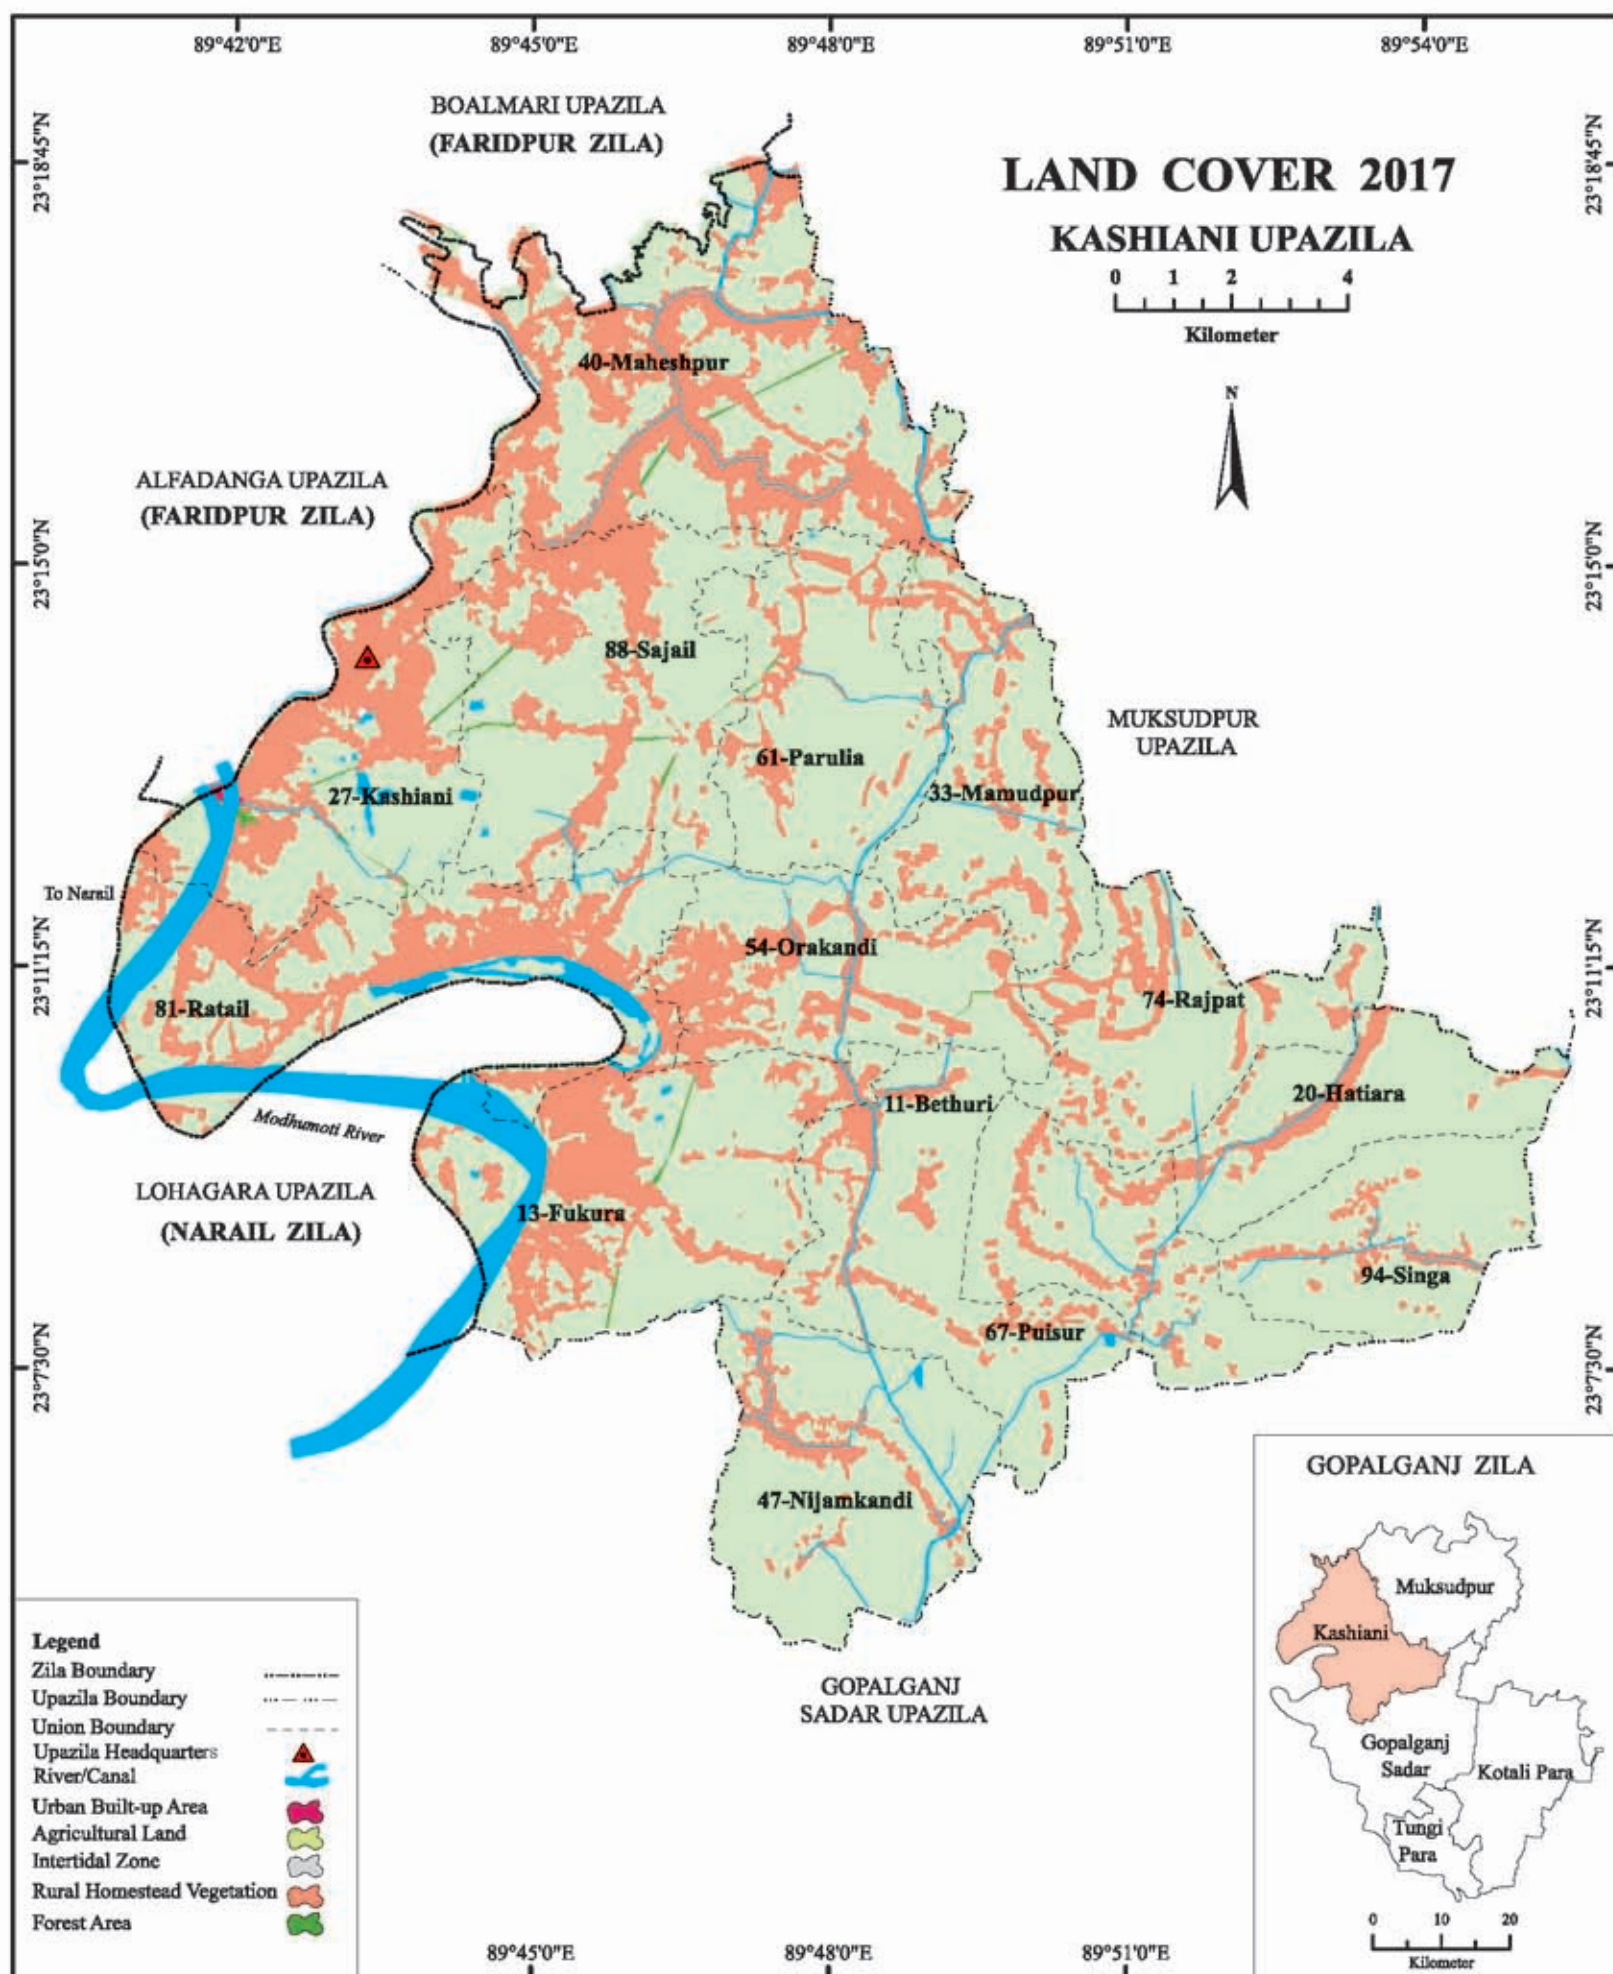 89°42'0"E
89°45'0"E
89°48'0"E
89°51'0"E
89°54'0"E
BOALMARI UPAZILA
(FARIDPUR ZILA)
23°18'45"N
23°18'45"N
LAND COVER 2017
KASHIANI UPAZILA
0 1 2 4
Kilometer
N
40-Maheshpur
ALFADANGA UPAZILA
(FARIDPUR ZILA)
23°15'0"N
23°15'0"N
88-Sajail
MUKSUDPUR
UPAZILA
61-Parulia
27-Kashiani
33-Mamudpur
To Narail
54-Orakandi
23°11'15"N
23°11'15"N
81-Ratail
74-Rajpat
20-Hatiara
11-Bethuri
Modhumoti River
LOHAGARA UPAZILA
(NARAIL ZILA)
13-Fukura
94-Singa
67-Puisur
23°7'30"N
23°7'30"N
47-Nijamkandi
GOPALGANJ
SADAR UPAZILA
GOPALGANJ ZILA
Muksudpur
Kashiani
Gopalganj
Sadar
Kotali Para
Tungi
Para
0 10 20
Kilometer
Legend
Zila Boundary
Upazila Boundary
Union Boundary
Upazila Headquarters
River/Canal
Urban Built-up Area
Agricultural Land
Intertidal Zone
Rural Homestead Vegetation
Forest Area
89°45'0"E
89°48'0"E
89°51'0"E